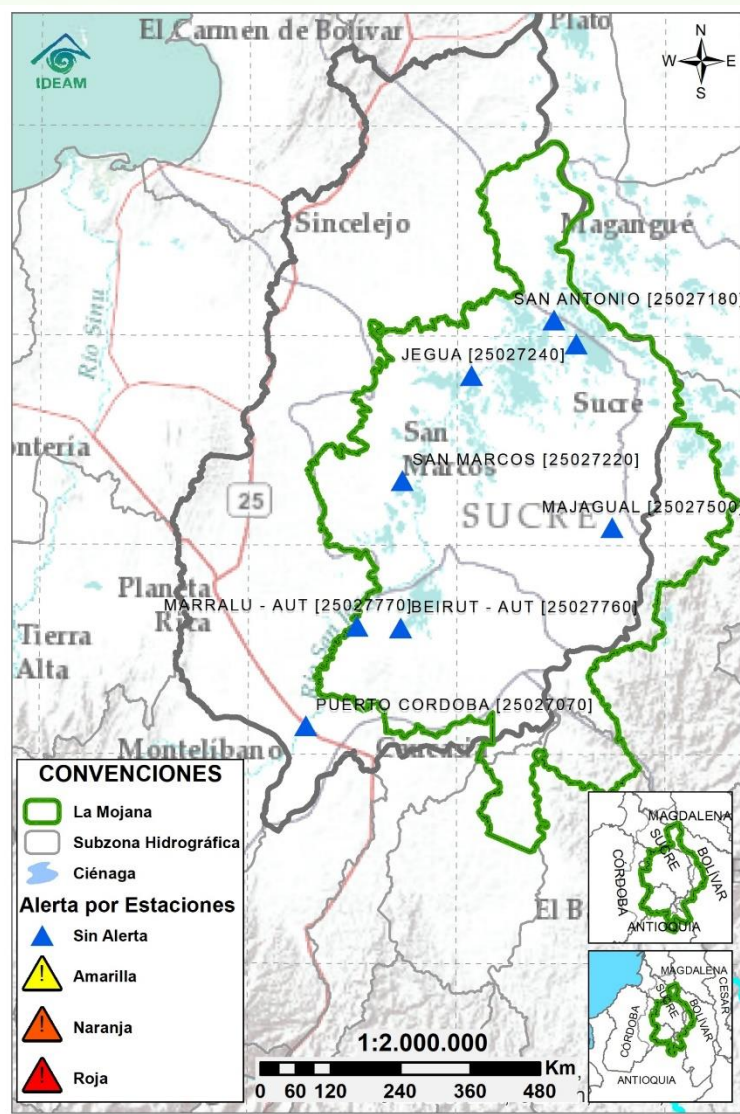 IDEAM
El Carmen de Bolívar
Plato
N
W E
S
Sincelejo
Magangué
SAN ANTONIO [25027180]
Rio Sinu
JEGUA [25027240]
Sucre
ontería
San
Marcos
SAN MARCOS [25027220]
25
SUCRE
MAJAGUAL [25027500]
Planeta
Rica
MARRALU - AUT [25027770]
BEIRUT - AUT [25027760]
Tierra
Alta
PUERTO CORDOBA [25027070]
Montelíbano
El B
CONVENCIONES
La Mojana
Subzona Hidrográfica
Ciénaga
Alerta por Estaciones
Sin Alerta
Amarilla
Naranja
Roja
1:2.000.000
Km
0 60 120 240 360 480
MAGDALENA
SUCRE
CÓRDOBA
BOLÍVAR
ANTIOQUIA
MAGDALENA
CESAR
SUCRE
CÓRDOBA
BOLÍVAR
ANTIOQUIA